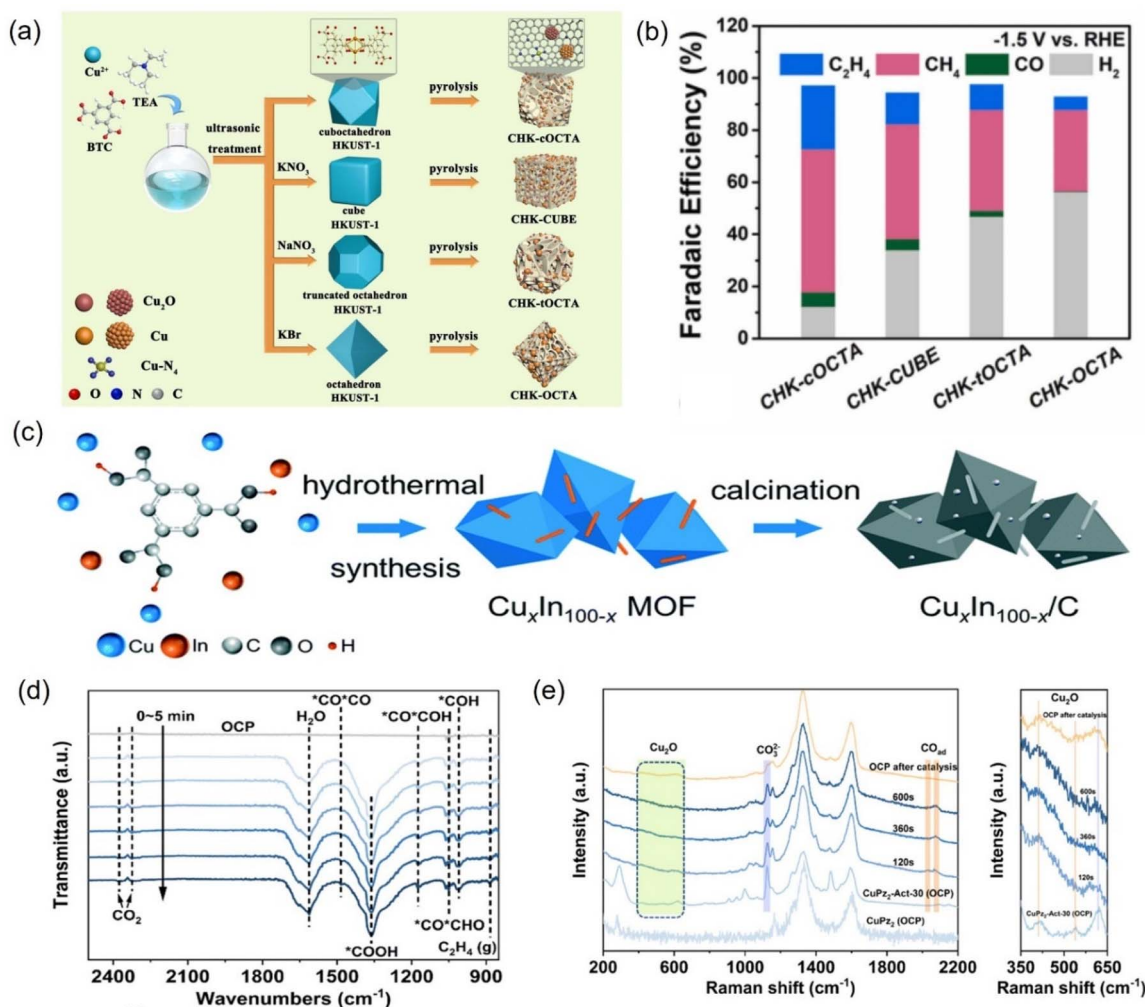 (a)
Cu²⁺
TEA
BTC
ultrasonic
treatment
KNO₃
NaNO₃
KBr
cuboctahedron
HKUST-1
cube
HKUST-1
truncated octahedron
HKUST-1
octahedron
HKUST-1
pyrolysis
pyrolysis
pyrolysis
pyrolysis
CHK-cOCTA
CHK-CUBE
CHK-tOCTA
CHK-OCTA
Cu₂O
Cu
Cu-N₄
O N C
(b)
-1.5 V vs. RHE
C₂H₄ CH₄ CO H₂
Faradaic Efficiency (%)
120
100
80
60
40
20
0
CHK-cOCTA
CHK-CUBE
CHK-tOCTA
CHK-OCTA
(c)
hydrothermal
synthesis
calcination
CuₓIn₁₀₀₋ₓ MOF
CuₓIn₁₀₀₋ₓ/C
Cu In C O H
(d)
Transmittance (a.u.)
0~5 min
OCP
H₂O
*CO*CO
*CO*COH
*COH
CO₂
*COOH
*CO*CHO
C₂H₄ (g)
2400 2100 1800 1500 1200 900
Wavenumbers (cm⁻¹)
(e)
Intensity (a.u.)
Cu₂O
CO₃²⁻
COad
OCP after catalysis
600s
360s
120s
CuPz₂-Act-30 (OCP)
CuPz₂ (OCP)
200 600 1000 1400 1800 2200
Raman shift (cm⁻¹)
Cu₂O
Intensity (a.u.)
OCP after catalysis
600s
360s
120s
CuPz₂-Act-30 (OCP)
350 450 550 650
Raman shift (cm⁻¹)